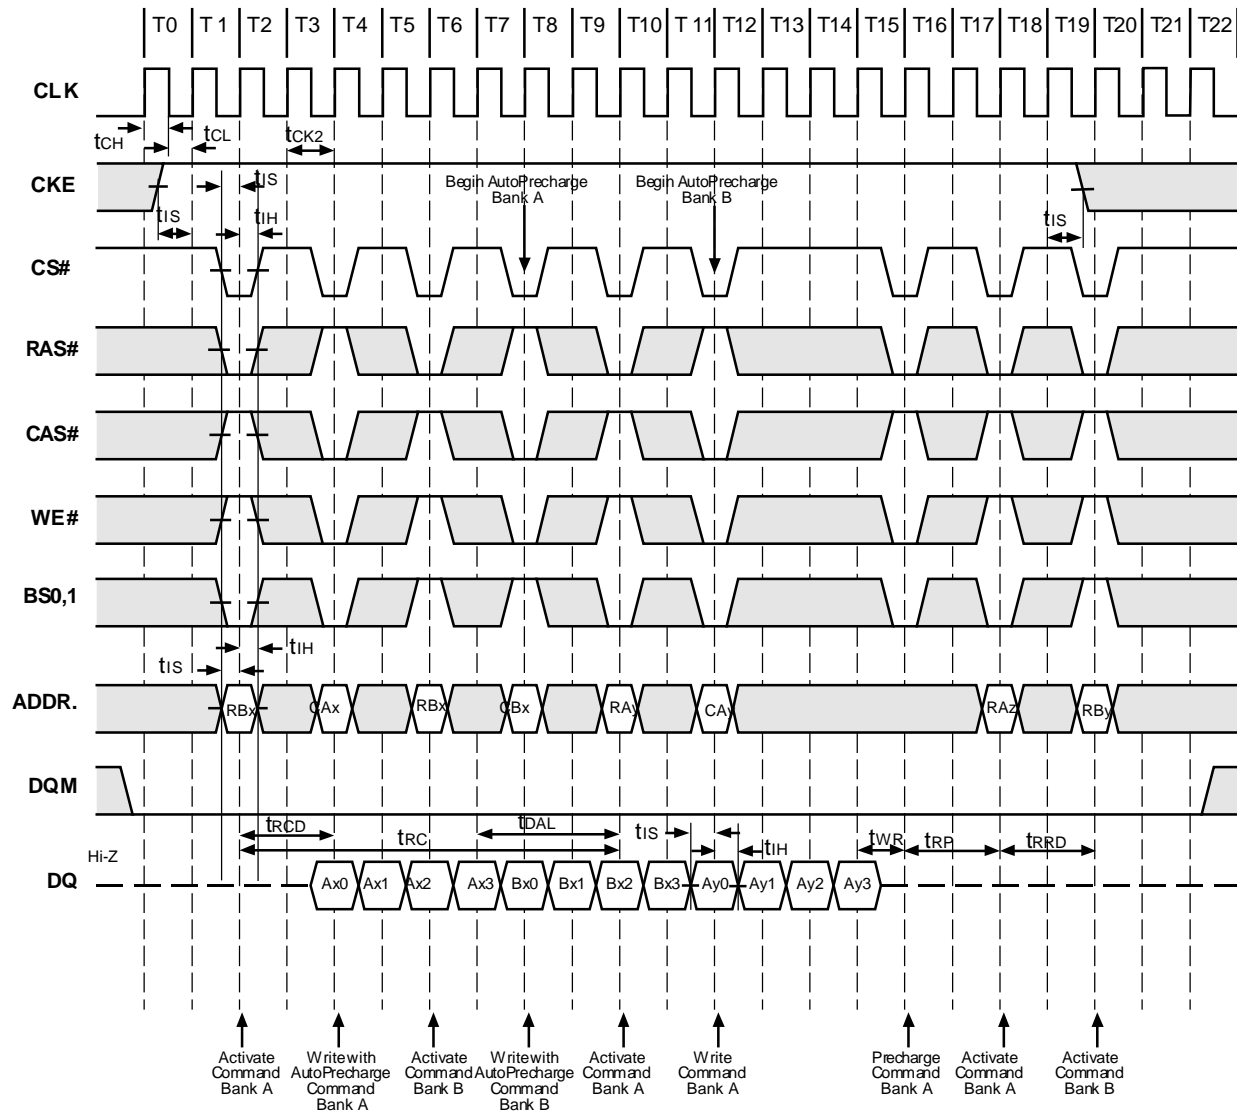 T0 T1 T2 T3 T4 T5 T6 T7 T8 T9 T10 T11 T12 T13 T14 T15 T16 T17 T18 T19 T20 T21 T22
CLK
tCH tCL tCK2
CKE
tIS
Begin AutoPrecharge
Bank A
Begin AutoPrecharge
Bank B
tIS tIH tIS
CS#
RAS#
CAS#
WE#
BS0,1
tIH
tIS
ADDR.
RBx CAx RBx CBx RAy CAy RAz RBy
DQM
tRCD tRC tDAL tIS tIH tWR tRP tRRD
Hi-Z
DQ
Ax0 Ax1 Ax2 Ax3 Bx0 Bx1 Bx2 Bx3 Ay0 Ay1 Ay2 Ay3
Activate
Command
Bank A
Write with
AutoPrecharge
Command
Bank A
Activate
Command
Bank B
Write with
AutoPrecharge
Command
Bank B
Activate
Command
Bank A
Write
Command
Bank A
Precharge
Command
Bank A
Activate
Command
Bank A
Activate
Command
Bank B